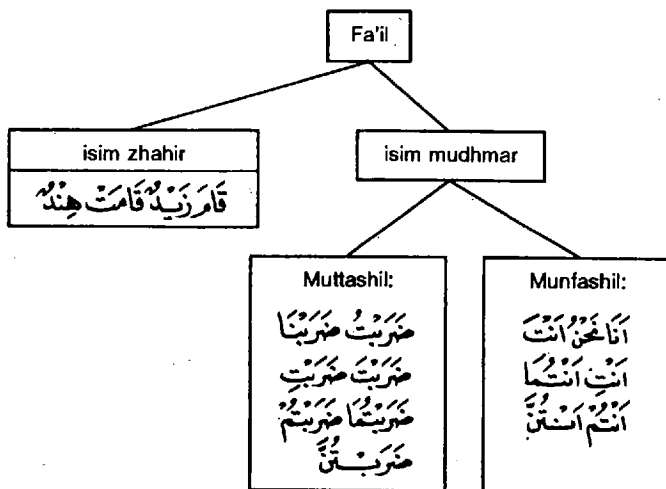 Fa'il
isim zhahir
قَامَ زَيْدٌ قَامَتْ هِنْدٌ
isim mudhmar
Muttashil:
ضَرَبْتُ ضَرَبْنَا
ضَرَبْتَ ضَرَبْتِ
ضَرَبْتُمَا ضَرَبْتُمْ
ضَرَبْتُنَّ
Munfashil:
اَنَا نَحْنُ اَنْتَ
اَنْتِ اَنْتُمَا
اَنْتُمْ اَنْتُنَّ